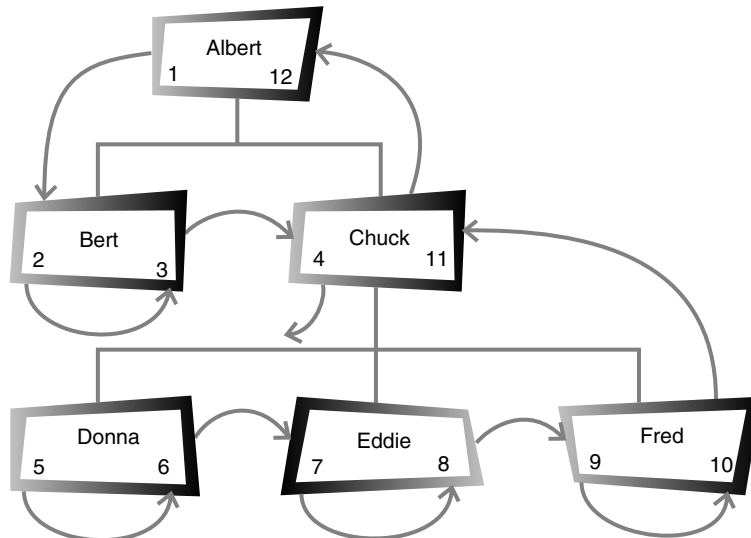 Albert
1 12
Bert
2 3
Chuck
4 11
Donna
5 6
Eddie
7 8
Fred
9 10